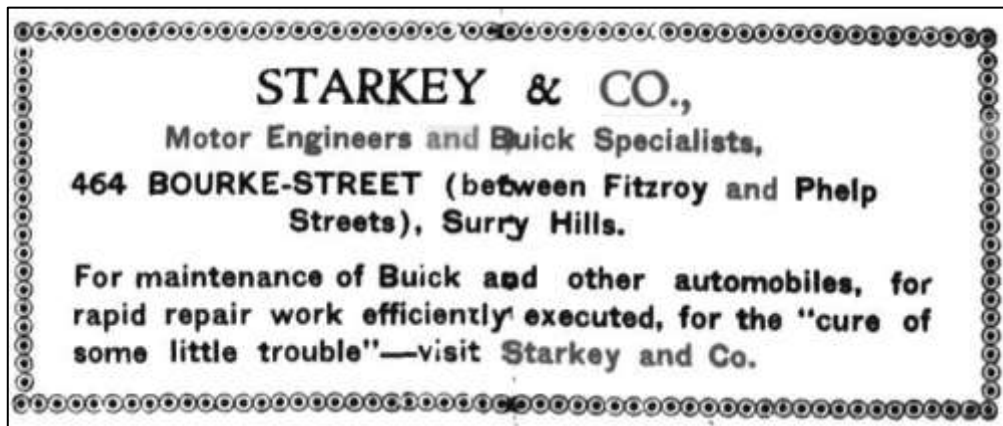 STARKEY & CO.,
Motor Engineers and Buick Specialists,
464 BOURKE-STREET (between Fitzroy and Phelp
Streets), Surry Hills.
For maintenance of Buick and other automobiles, for
rapid repair work efficiently executed, for the "cure of
some little trouble"—visit Starkey and Co.